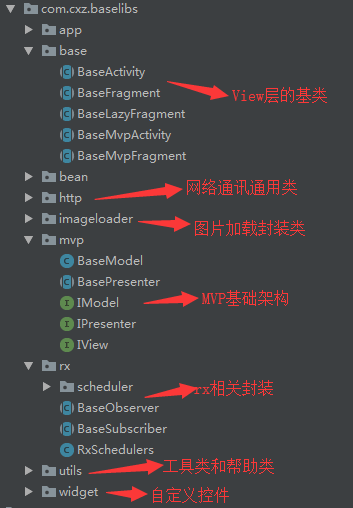 com.cxz.baselibs
app
base
BaseActivity
BaseFragment View层的基类
BaseLazyFragment
BaseMvpActivity
BaseMvpFragment
bean
http 网络通讯通用类
imageloader 图片加载封装类
mvp
BaseModel
BasePresenter
IModel MVP基础架构
IPresenter
IView
rx
scheduler rx相关封装
BaseObserver
BaseSubscriber
RxSchedulers
utils 工具类和帮助类
widget 自定义控件